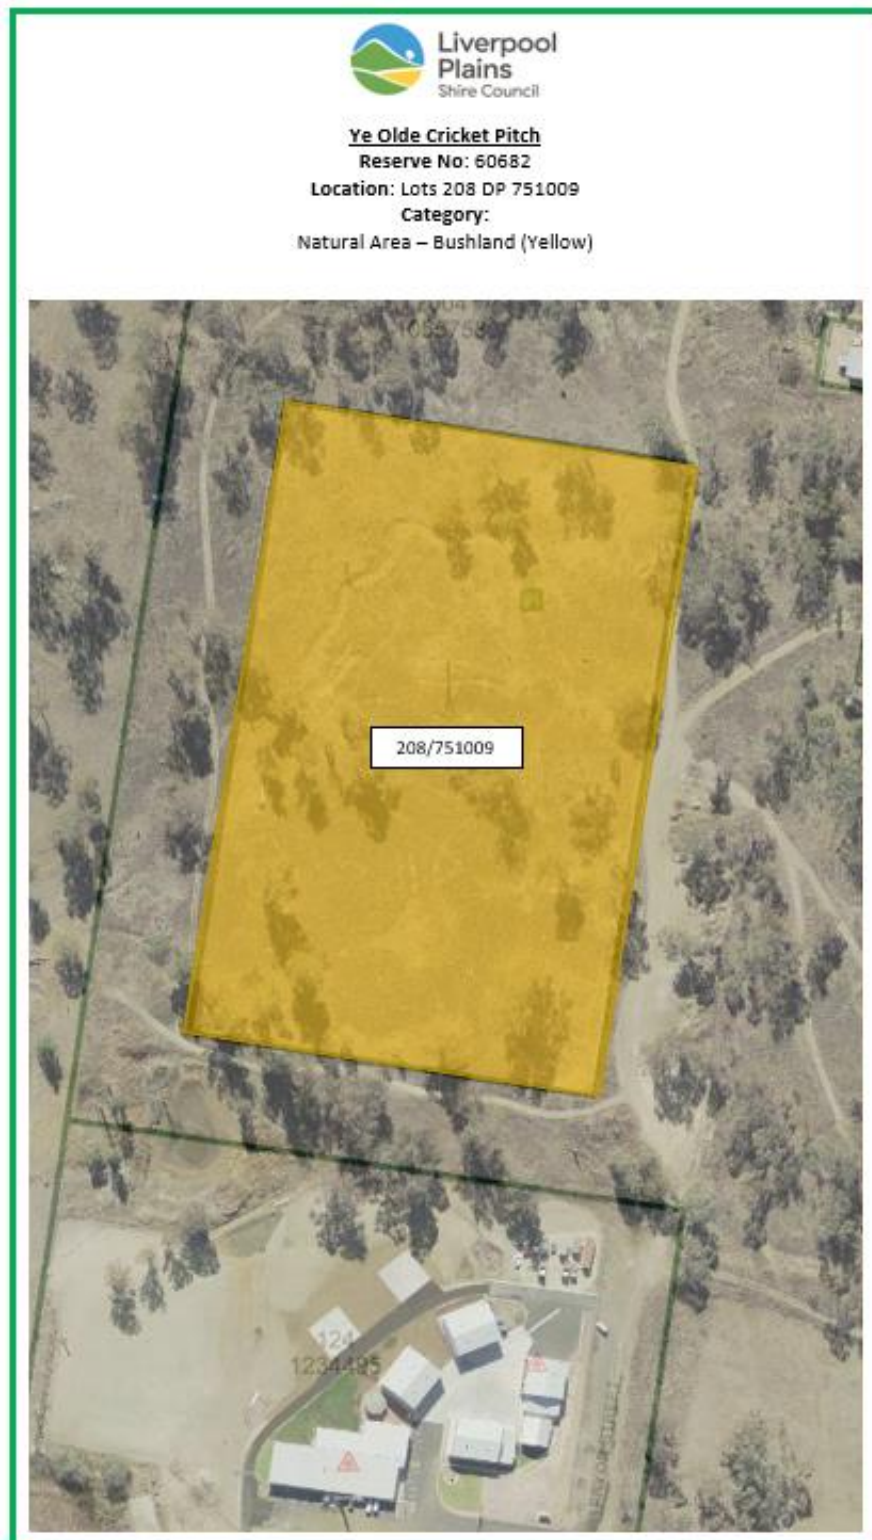 Liverpool
Plains
Shire Council
Ye Olde Cricket Pitch
Reserve No: 60682
Location: Lots 208 DP 751009
Category:
Natural Area – Bushland (Yellow)
208/751009
124
1234495